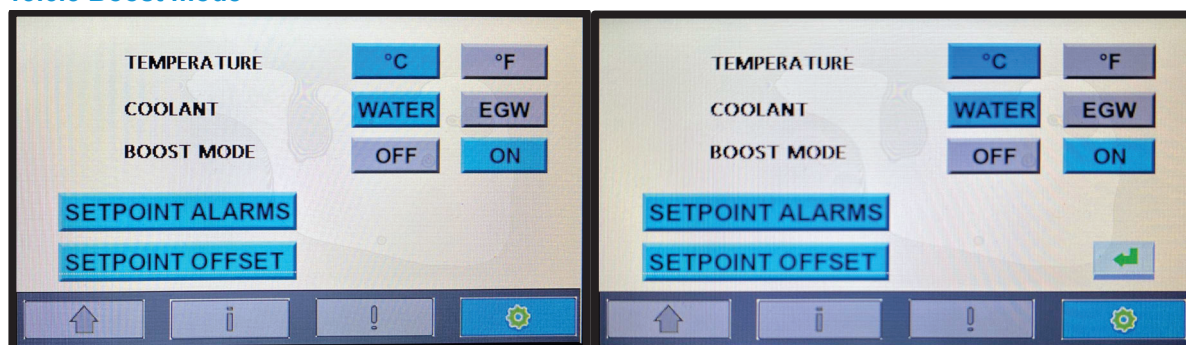 Boost Mode
TEMPERATURE °C °F
COOLANT WATER EGW
BOOST MODE OFF ON
SETPOINT ALARMS
SETPOINT OFFSET
i !
TEMPERATURE °C °F
COOLANT WATER EGW
BOOST MODE OFF ON
SETPOINT ALARMS
SETPOINT OFFSET
i !